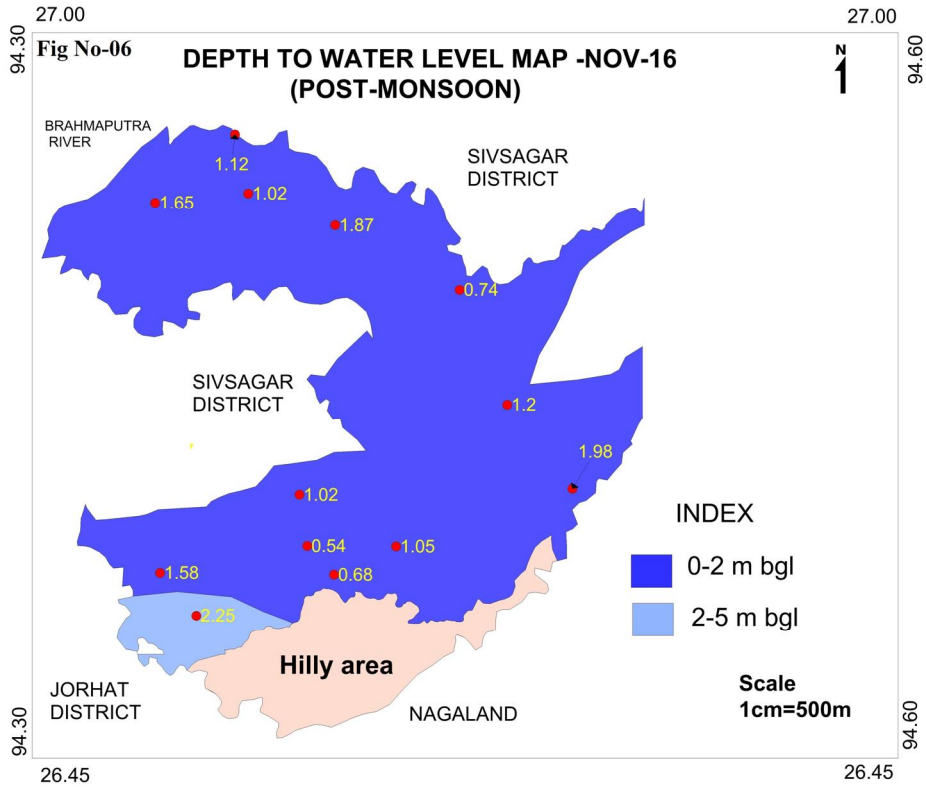 27.00
27.00
94.30
94.60
Fig No-06
DEPTH TO WATER LEVEL MAP -NOV-16
(POST-MONSOON)
N
BRAHMAPUTRA
RIVER
SIVSAGAR
DISTRICT
1.12
1.65
1.02
1.87
0.74
SIVSAGAR
DISTRICT
1.2
1.98
1.02
INDEX
0.54
1.05
0-2 m bgl
1.58
0.68
2.25
2-5 m bgl
Hilly area
JORHAT
DISTRICT
NAGALAND
Scale
1cm=500m
94.30
94.60
26.45
26.45